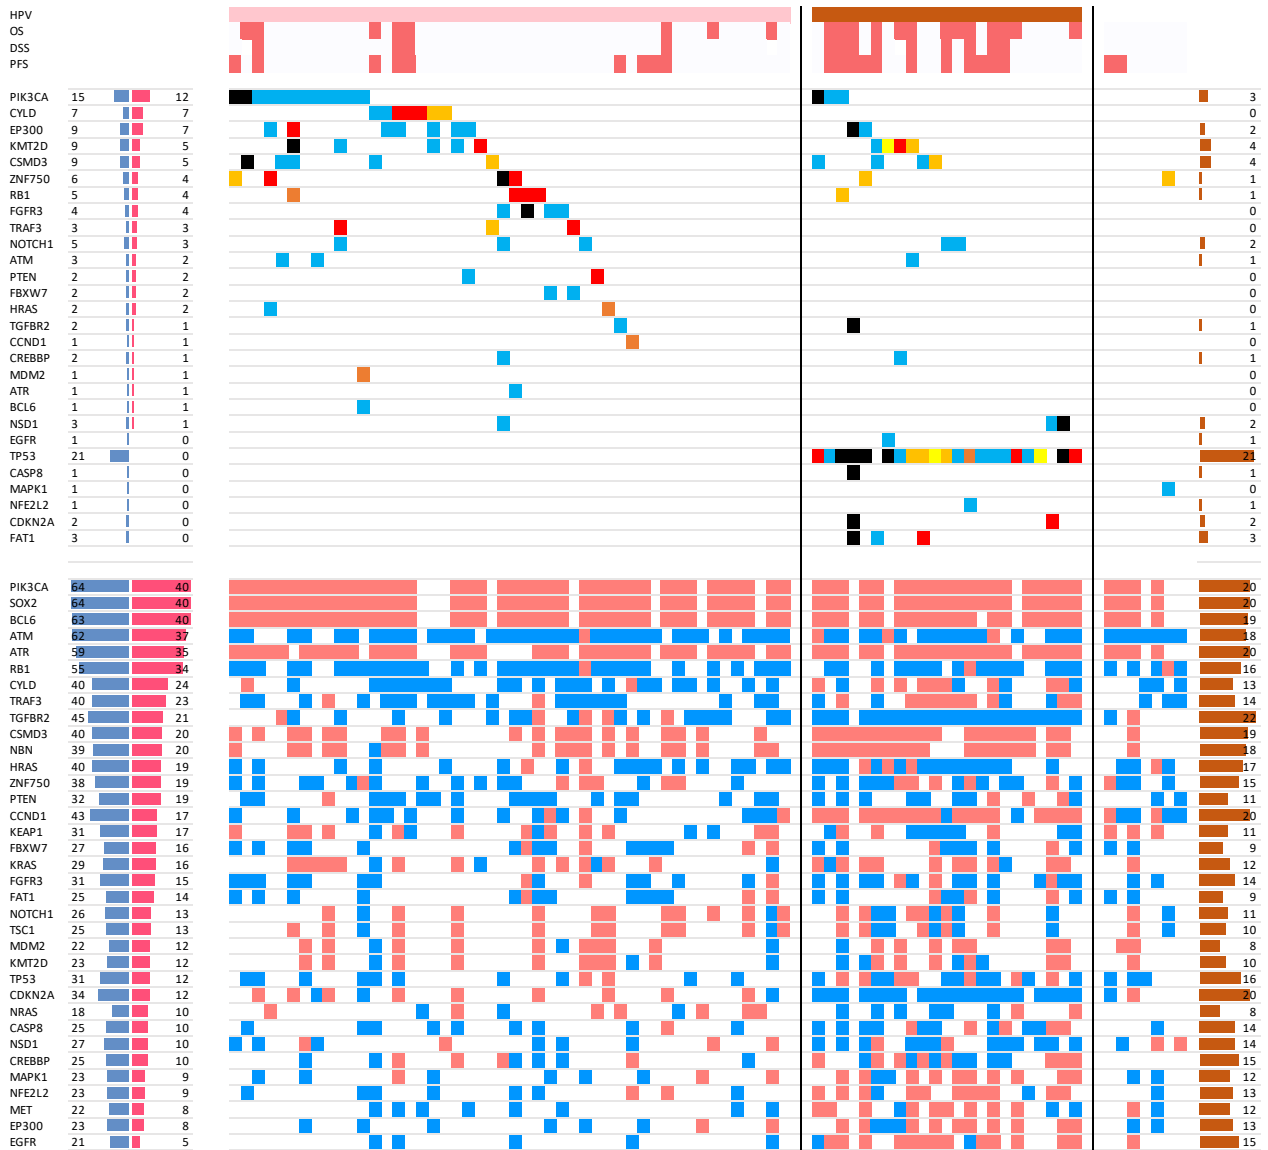 HPV
OS
DSS
PFS
PIK3CA 15 12 3
CYLD 7 7 0
EP300 9 7 2
KMT2D 9 5 4
CSMD3 9 5 4
ZNF750 6 4 1
RB1 5 4 1
FGFR3 4 4 0
TRAF3 3 3 0
NOTCH1 5 3 2
ATM 3 2 1
PTEN 2 2 0
FBXW7 2 2 0
HRAS 2 2 0
TGFBR2 2 1 1
CCND1 1 1 0
CREBBP 2 1 1
MDM2 1 1 0
ATR 1 1 0
BCL6 1 1 0
NSD1 3 1 2
EGFR 1 0 1
TP53 21 0 21
CASP8 1 0 1
MAPK1 1 0 0
NFE2L2 1 0 1
CDKN2A 2 0 2
FAT1 3 0 3
PIK3CA 64 40 20
SOX2 64 40 20
BCL6 63 40 19
ATM 62 37 18
ATR 59 35 20
RB1 55 34 16
CYLD 40 24 13
TRAF3 40 23 14
TGFBR2 45 21 22
CSMD3 40 20 19
NBN 39 20 18
HRAS 40 19 17
ZNF750 38 19 15
PTEN 32 19 11
CCND1 43 17 20
KEAP1 31 17 11
FBXW7 27 16 9
KRAS 29 16 12
FGFR3 31 15 14
FAT1 25 14 9
NOTCH1 26 13 11
TSC1 25 13 10
MDM2 22 12 8
KMT2D 23 12 10
TP53 31 12 16
CDKN2A 34 12 20
NRAS 18 10 8
CASP8 25 10 14
NSD1 27 10 14
CREBBP 25 10 15
MAPK1 23 9 12
NFE2L2 23 9 13
MET 22 8 12
EP300 23 8 13
EGFR 21 5 15